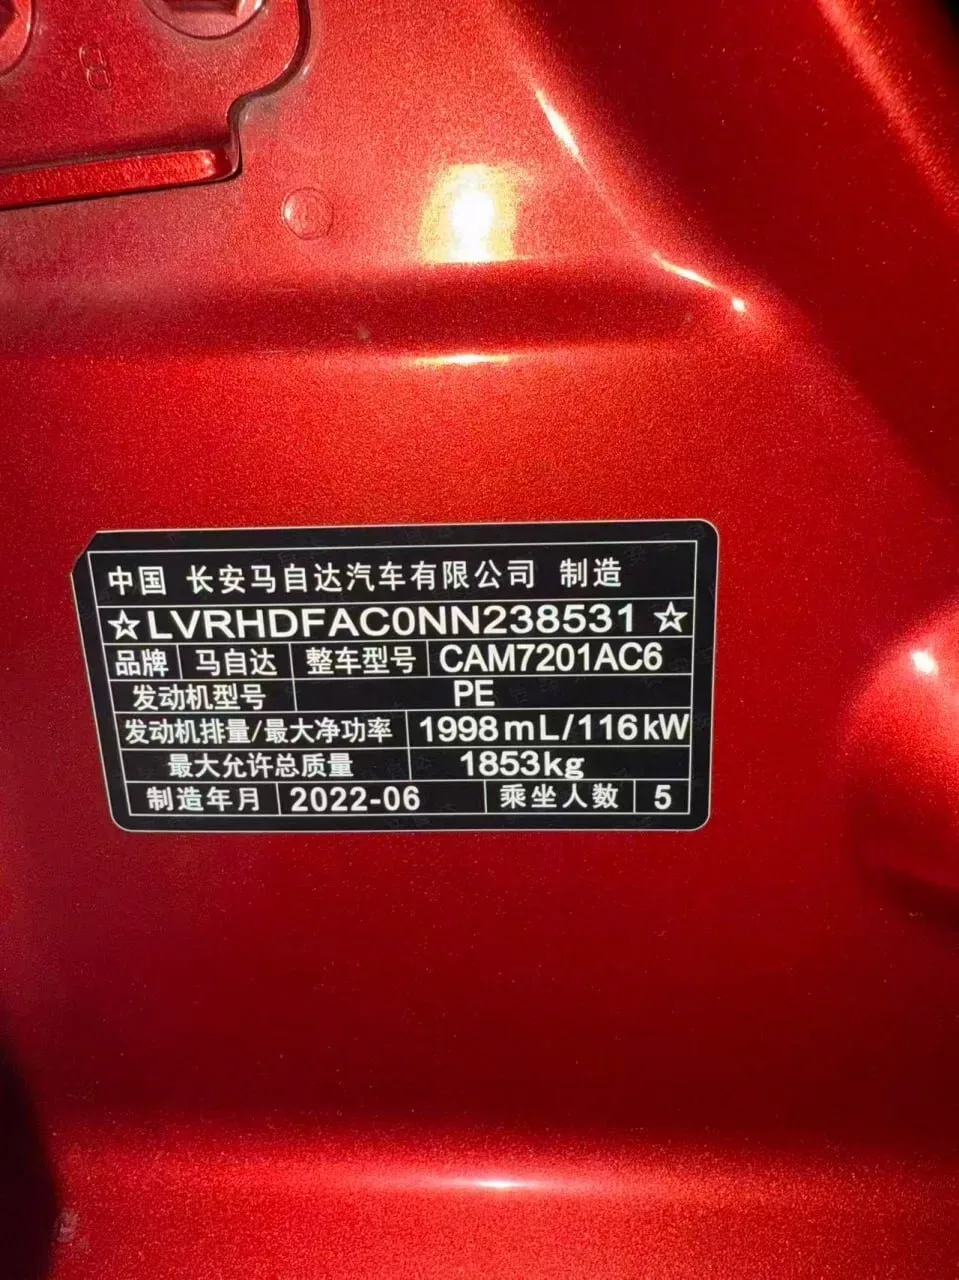 中国 长安马自达汽车有限公司 制造
☆LVRHDFAC0NN238531☆
品牌 马自达 整车型号 CAM7201AC6
发动机型号 PE
发动机排量/最大净功率 1998mL/116kW
最大允许总质量 1853kg
制造年月 2022-06 乘坐人数 5